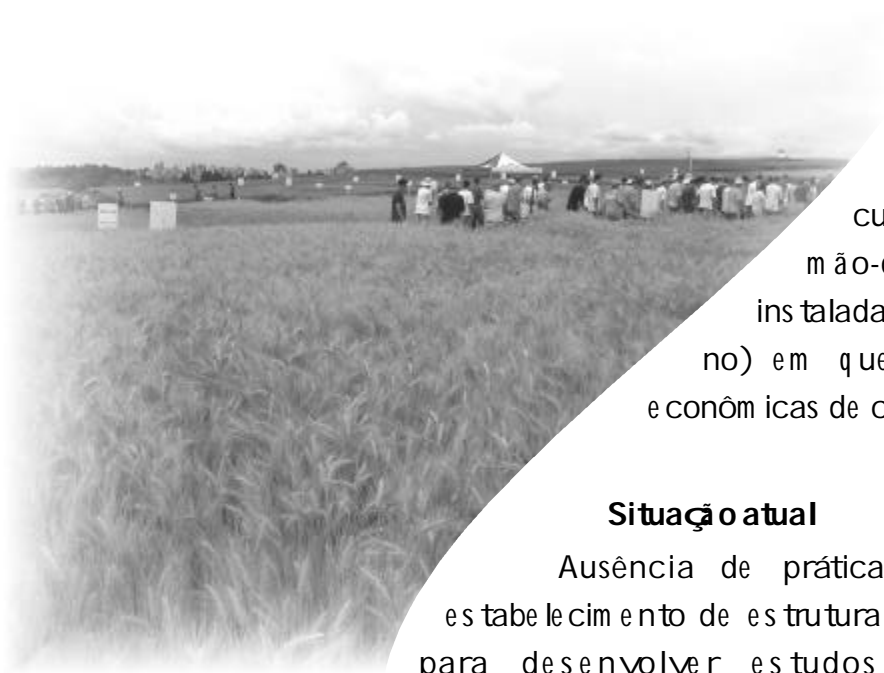 cu
mão-
instalada
no) em que
econômicas de
Situação atual
Ausência de prática
estabelecimento de estrutura
para desenvolver estudos